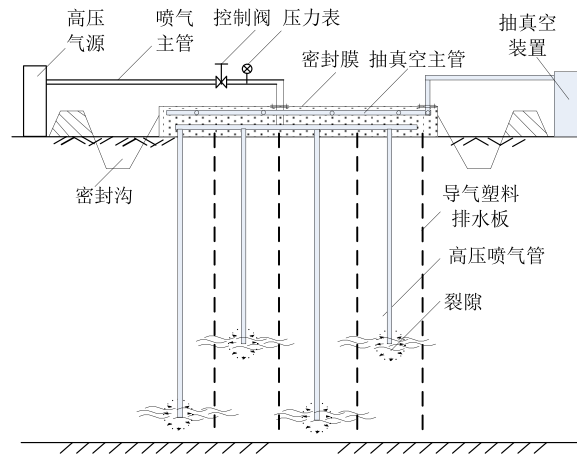 高压
气源
喷气
主管
控制阀
压力表
密封膜
抽真空主管
抽真空
装置
密封沟
导气塑料
排水板
高压喷气管
裂隙